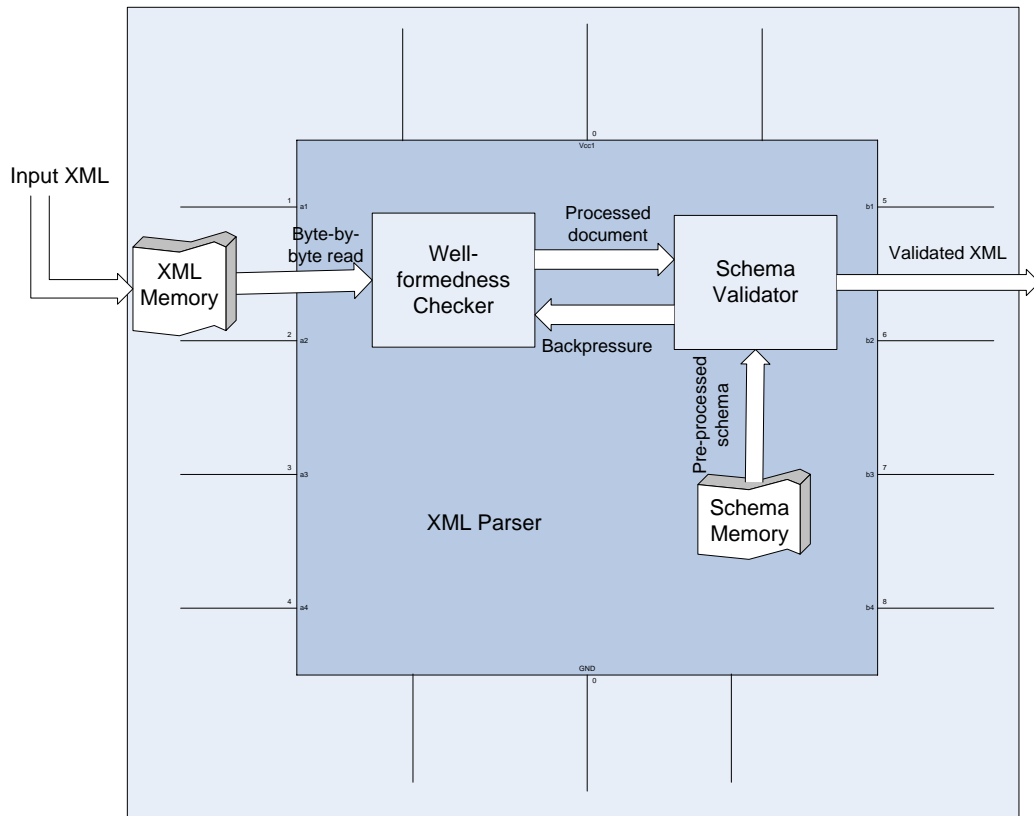 0
Vcc1
Input XML
1
a1
b1
5
Byte-by-
byte read
XML
Memory
Well-
formedness
Checker
Processed
document
Backpressure
Schema
Validator
Validated XML
2
a2
b2
6
Pre-processed
schema
3
a3
b3
7
XML Parser
Schema
Memory
4
a4
b4
8
GND
0